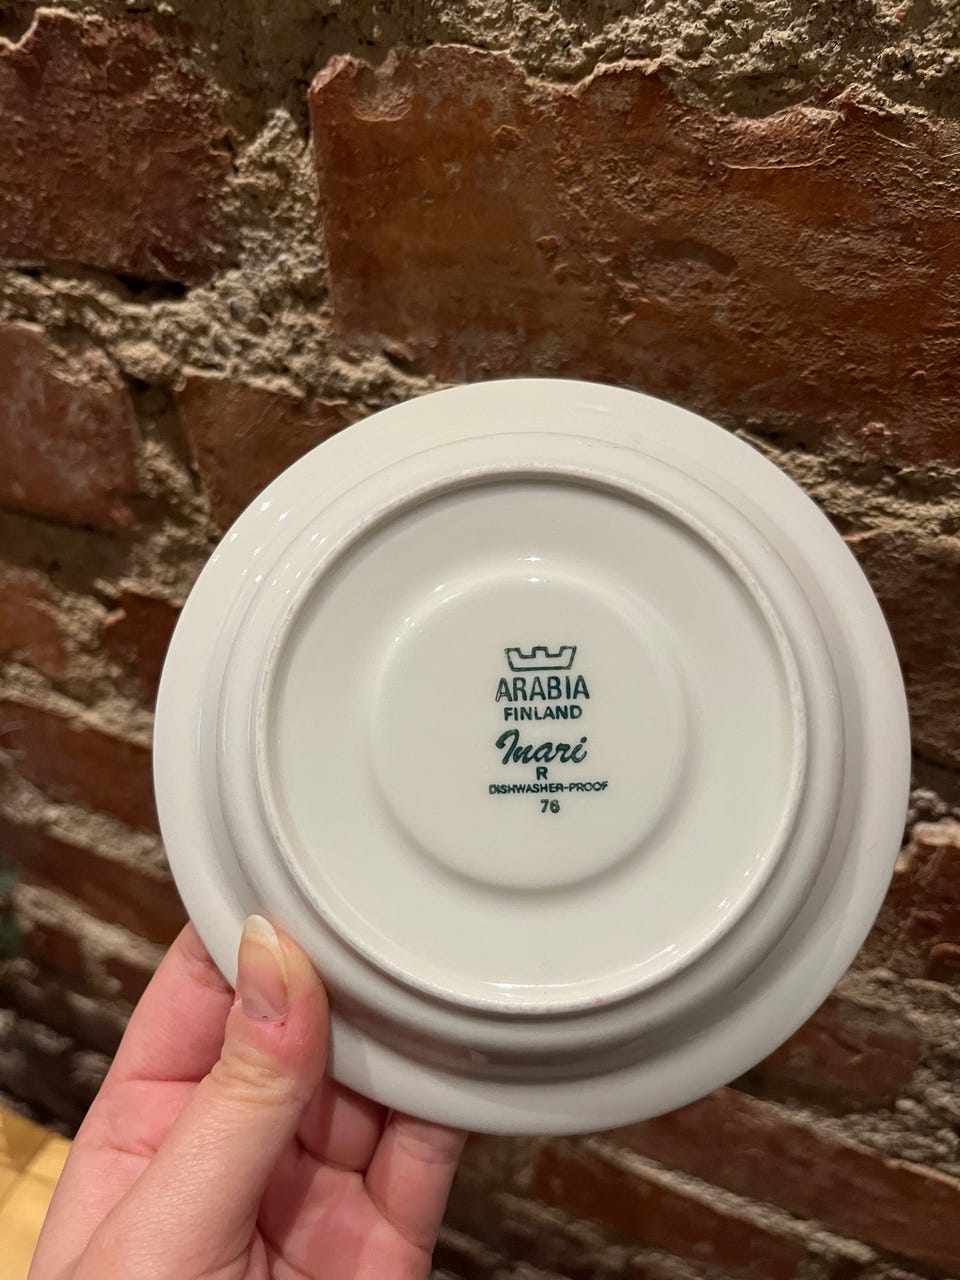 ARABIA
FINLAND
Inari
R
DISHWASHER-PROOF
76